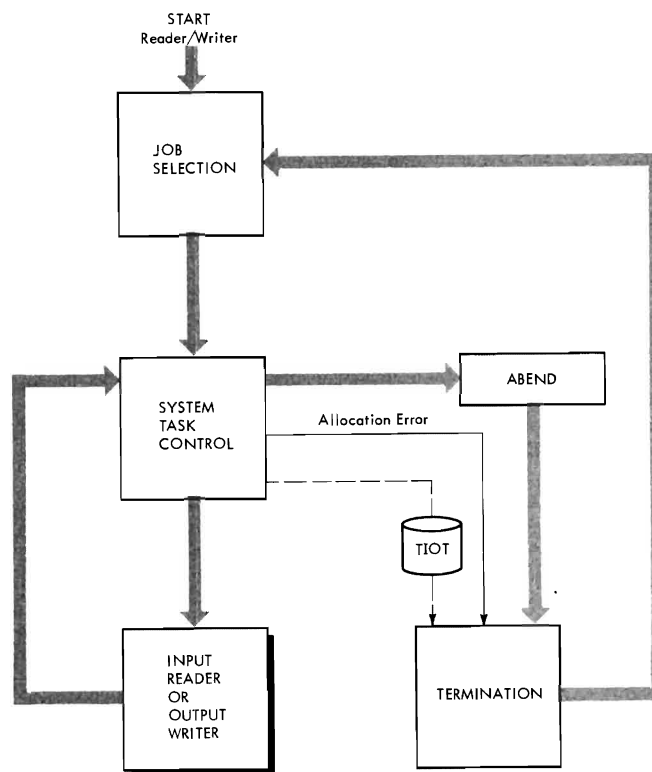 START
Reader/Writer
JOB
SELECTION
SYSTEM
TASK
CONTROL
ABEND
Allocation Error
TIOT
INPUT
READER
OR
OUTPUT
WRITER
TERMINATION